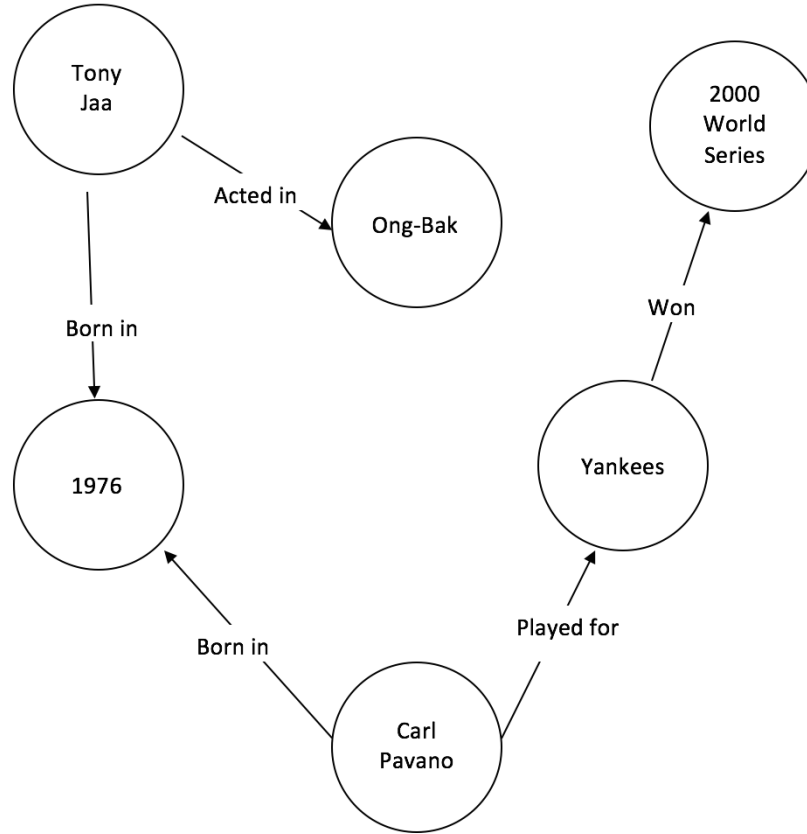 Tony
Jaa
2000
World
Series
Acted in
Ong-Bak
Won
Born in
Yankees
1976
Played for
Born in
Carl
Pavano